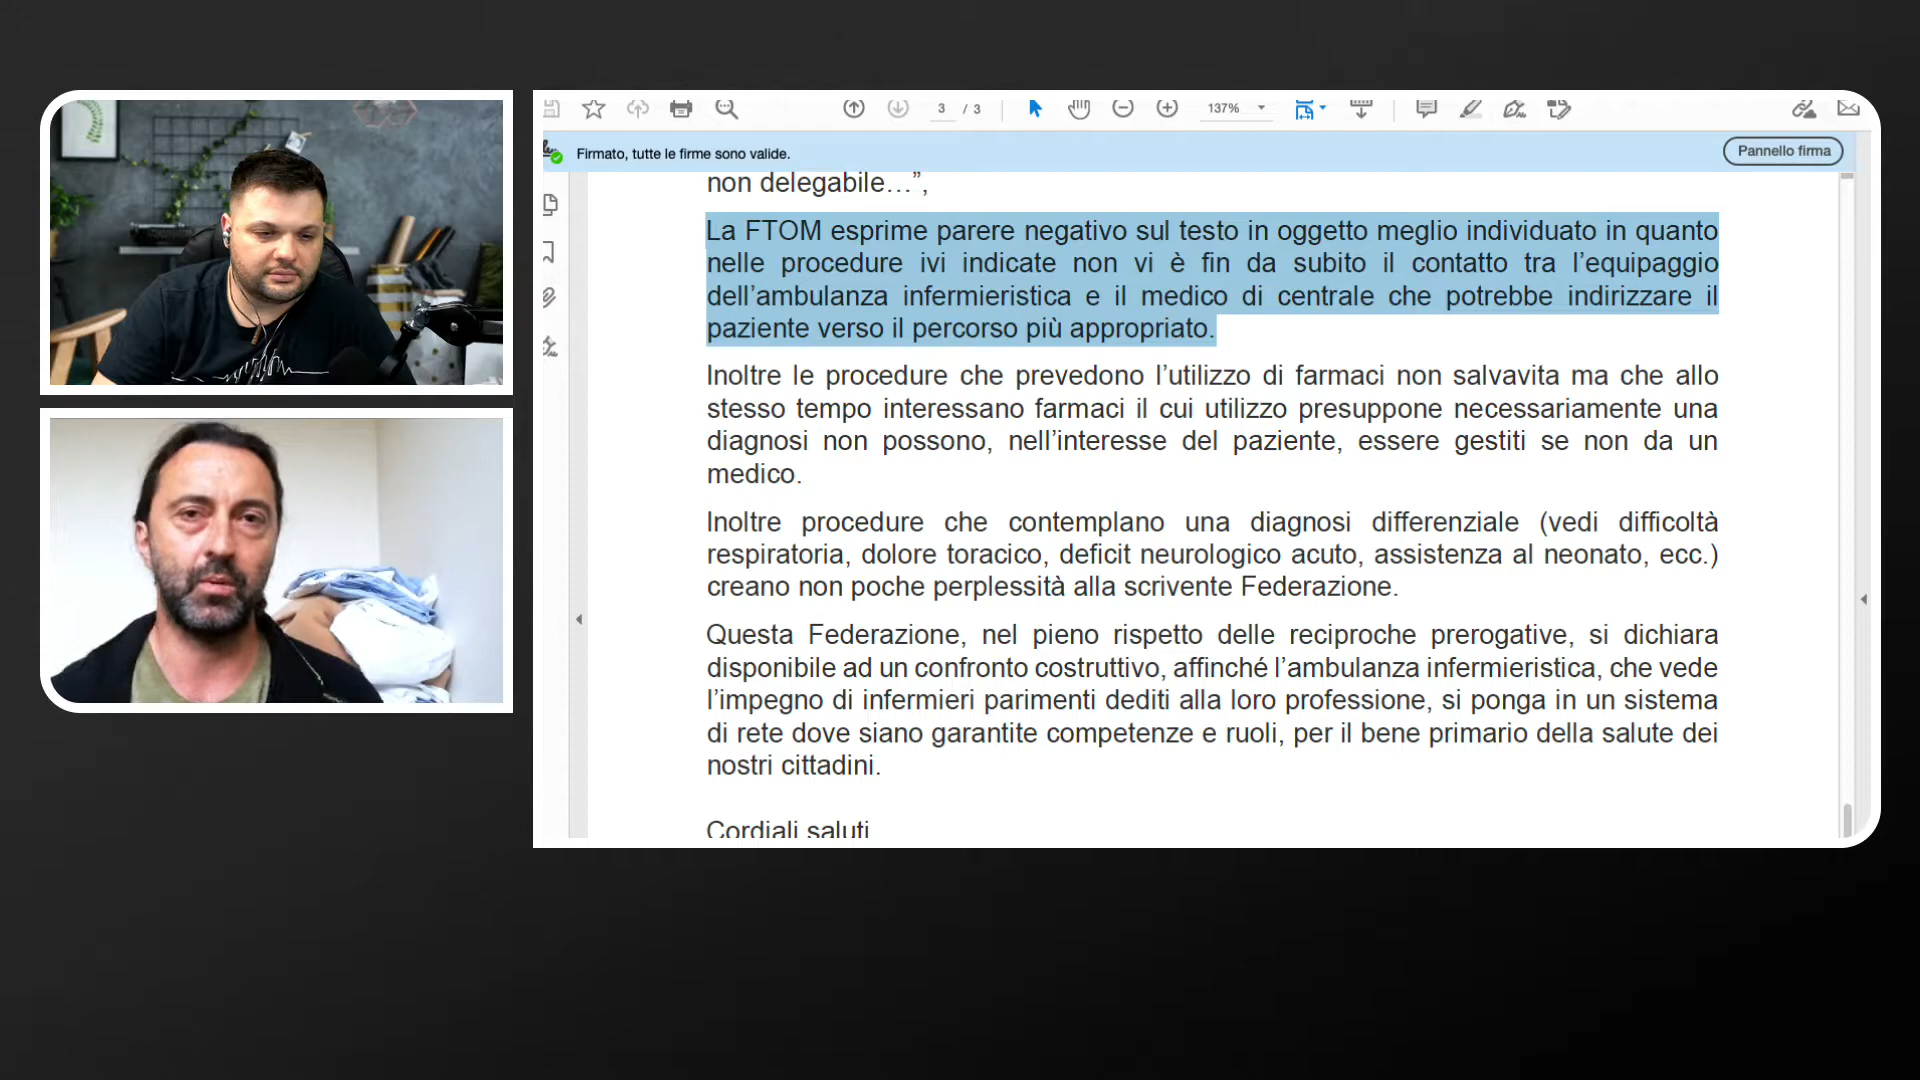 3 / 3
137%
Firmato, tutte le firme sono valide.
Pannello firma
non delegabile…”,
La FTOM esprime parere negativo sul testo in oggetto meglio individuato in quanto
nelle procedure ivi indicate non vi è fin da subito il contatto tra l’equipaggio
dell’ambulanza infermieristica e il medico di centrale che potrebbe indirizzare il
paziente verso il percorso più appropriato.
Inoltre le procedure che prevedono l’utilizzo di farmaci non salvavita ma che allo
stesso tempo interessano farmaci il cui utilizzo presuppone necessariamente una
diagnosi non possono, nell’interesse del paziente, essere gestiti se non da un
medico.
Inoltre procedure che contemplano una diagnosi differenziale (vedi difficoltà
respiratoria, dolore toracico, deficit neurologico acuto, assistenza al neonato, ecc.)
creano non poche perplessità alla scrivente Federazione.
Questa Federazione, nel pieno rispetto delle reciproche prerogative, si dichiara
disponibile ad un confronto costruttivo, affinché l’ambulanza infermieristica, che vede
l’impegno di infermieri parimenti dediti alla loro professione, si ponga in un sistema
di rete dove siano garantite competenze e ruoli, per il bene primario della salute dei
nostri cittadini.
Cordiali saluti